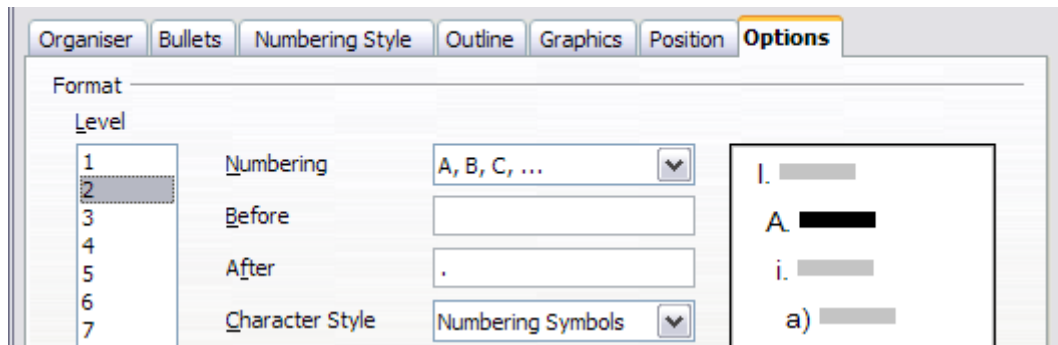 Organiser Bullets Numbering Style Outline Graphics Position Options
Format
Level
1 Numbering A, B, C, ... I.
2
3 Before A.
4
5 After . i.
6
7 Character Style Numbering Symbols a)